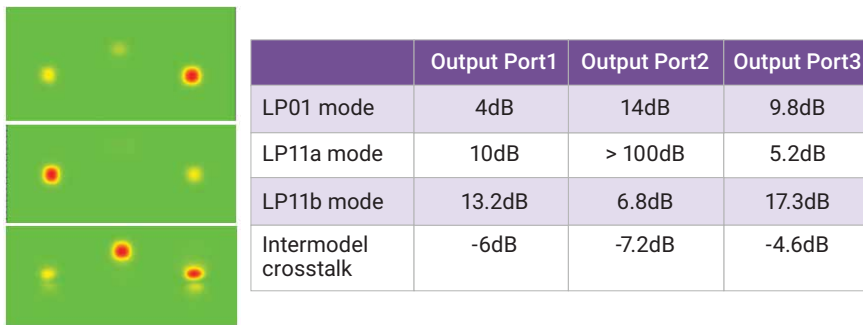 Output Port1 Output Port2 Output Port3
LP01 mode 4dB 14dB 9.8dB
LP11a mode 10dB > 100dB 5.2dB
LP11b mode 13.2dB 6.8dB 17.3dB
Intermodel
crosstalk -6dB -7.2dB -4.6dB